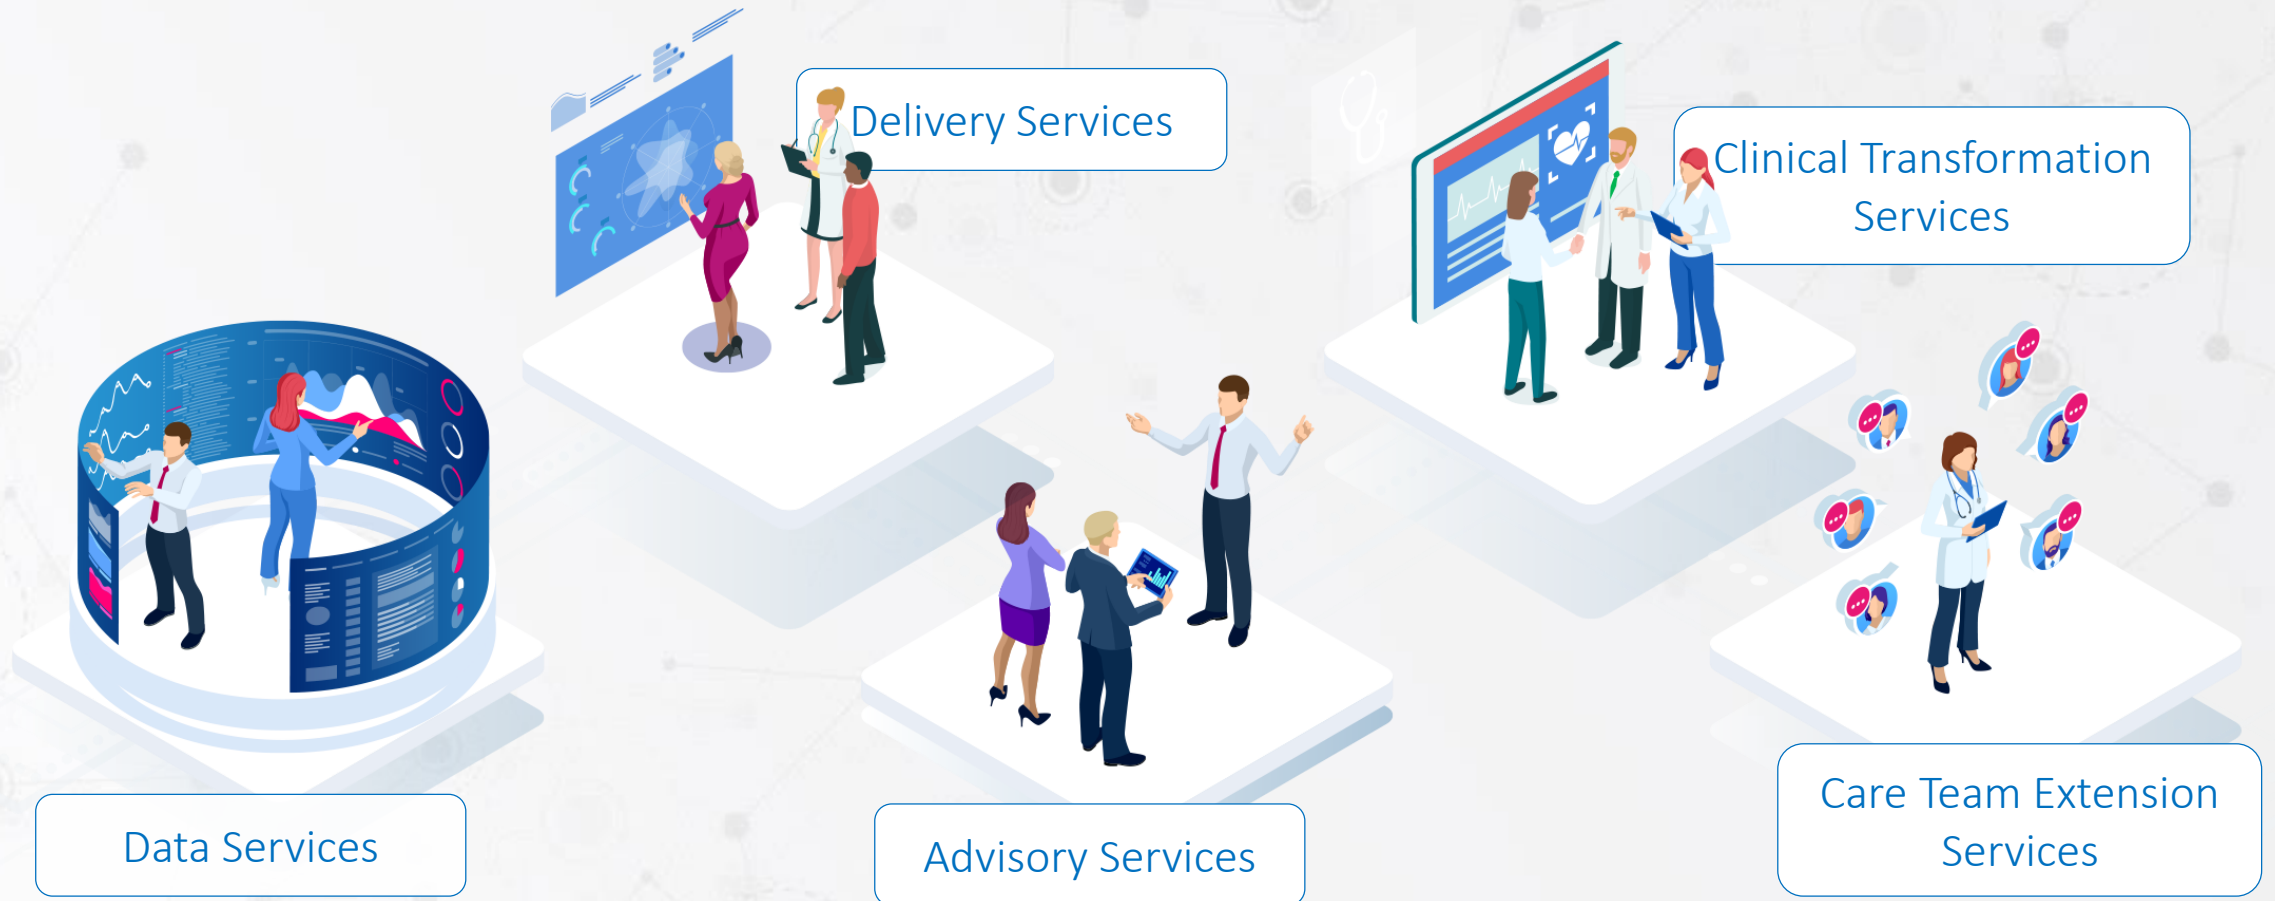 Delivery Services
Clinical Transformation
Services
Data Services
Advisory Services
Care Team Extension
Services